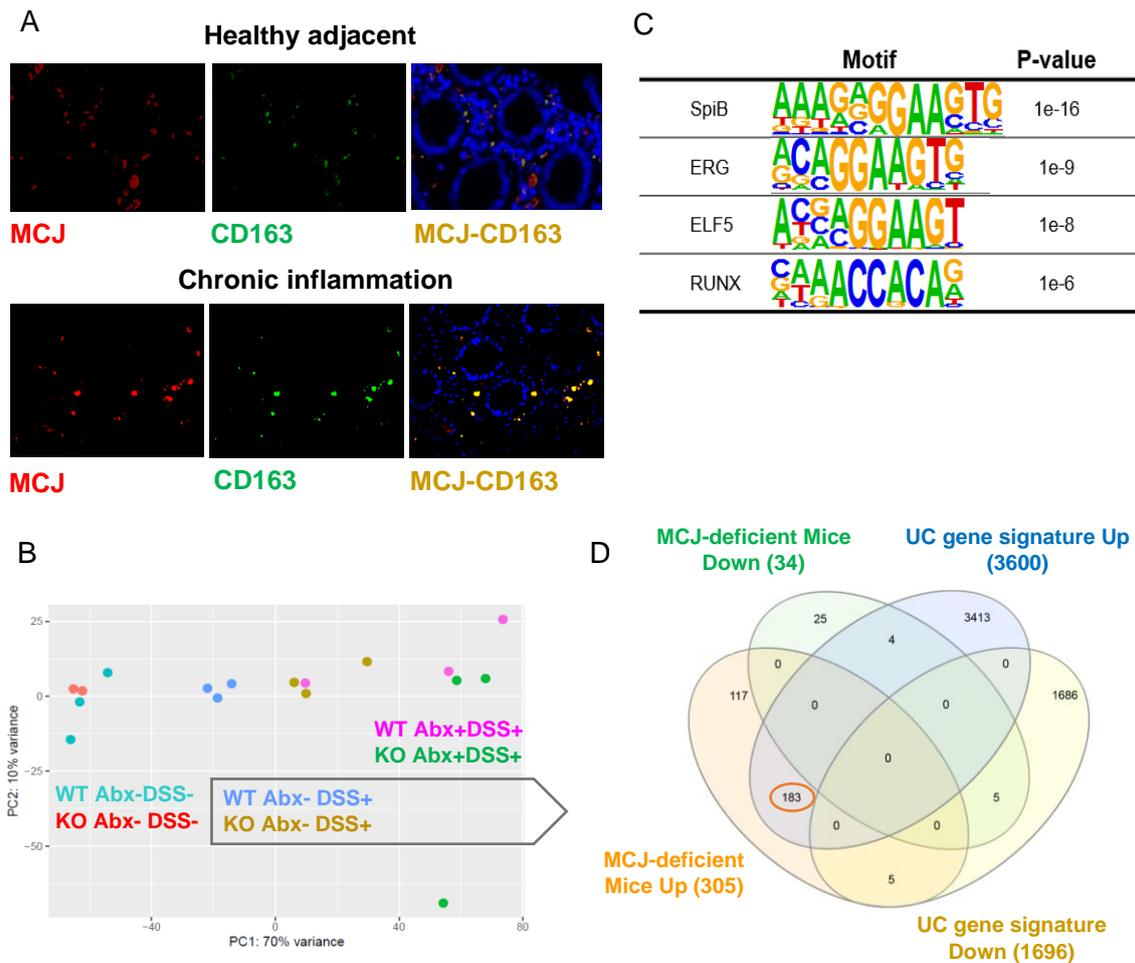 A
Healthy adjacent
MCJ
CD163
MCJ-CD163
Chronic inflammation
MCJ
CD163
MCJ-CD163
C
Motif P-value
SpiB 1e-16
ERG 1e-9
ELF5 1e-8
RUNX 1e-6
B
25
0
−25
−50
PC2: 10% variance
WT Abx+DSS+
KO Abx+DSS+
WT Abx-DSS-
KO Abx- DSS-
WT Abx- DSS+
KO Abx- DSS+
−40 0 40 80
PC1: 70% variance
D
MCJ-deficient Mice
Down (34)
UC gene signature Up
(3600)
25
4
3413
0
0
117
0
0
1686
0
183
5
0
0
5
MCJ-deficient
Mice Up (305)
UC gene signature
Down (1696)